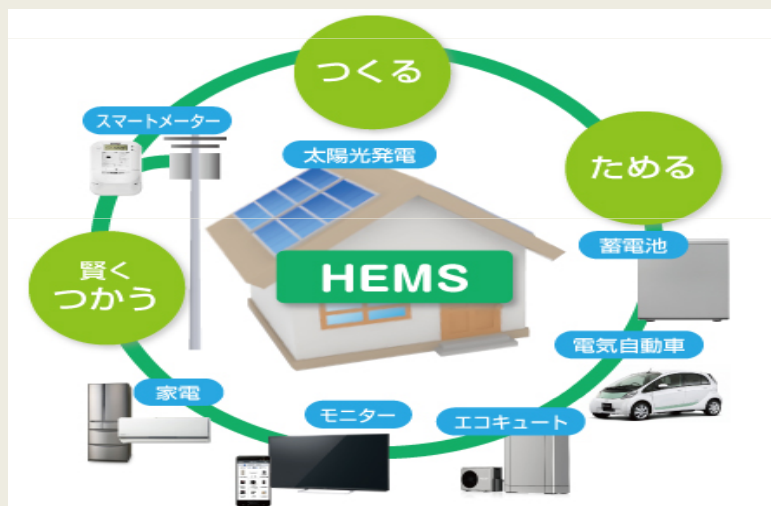 つくる
スマートメーター
太陽光発電
ためる
賢く
つかう
HEMS
蓄電池
電気自動車
家電
モニター
エコキュート